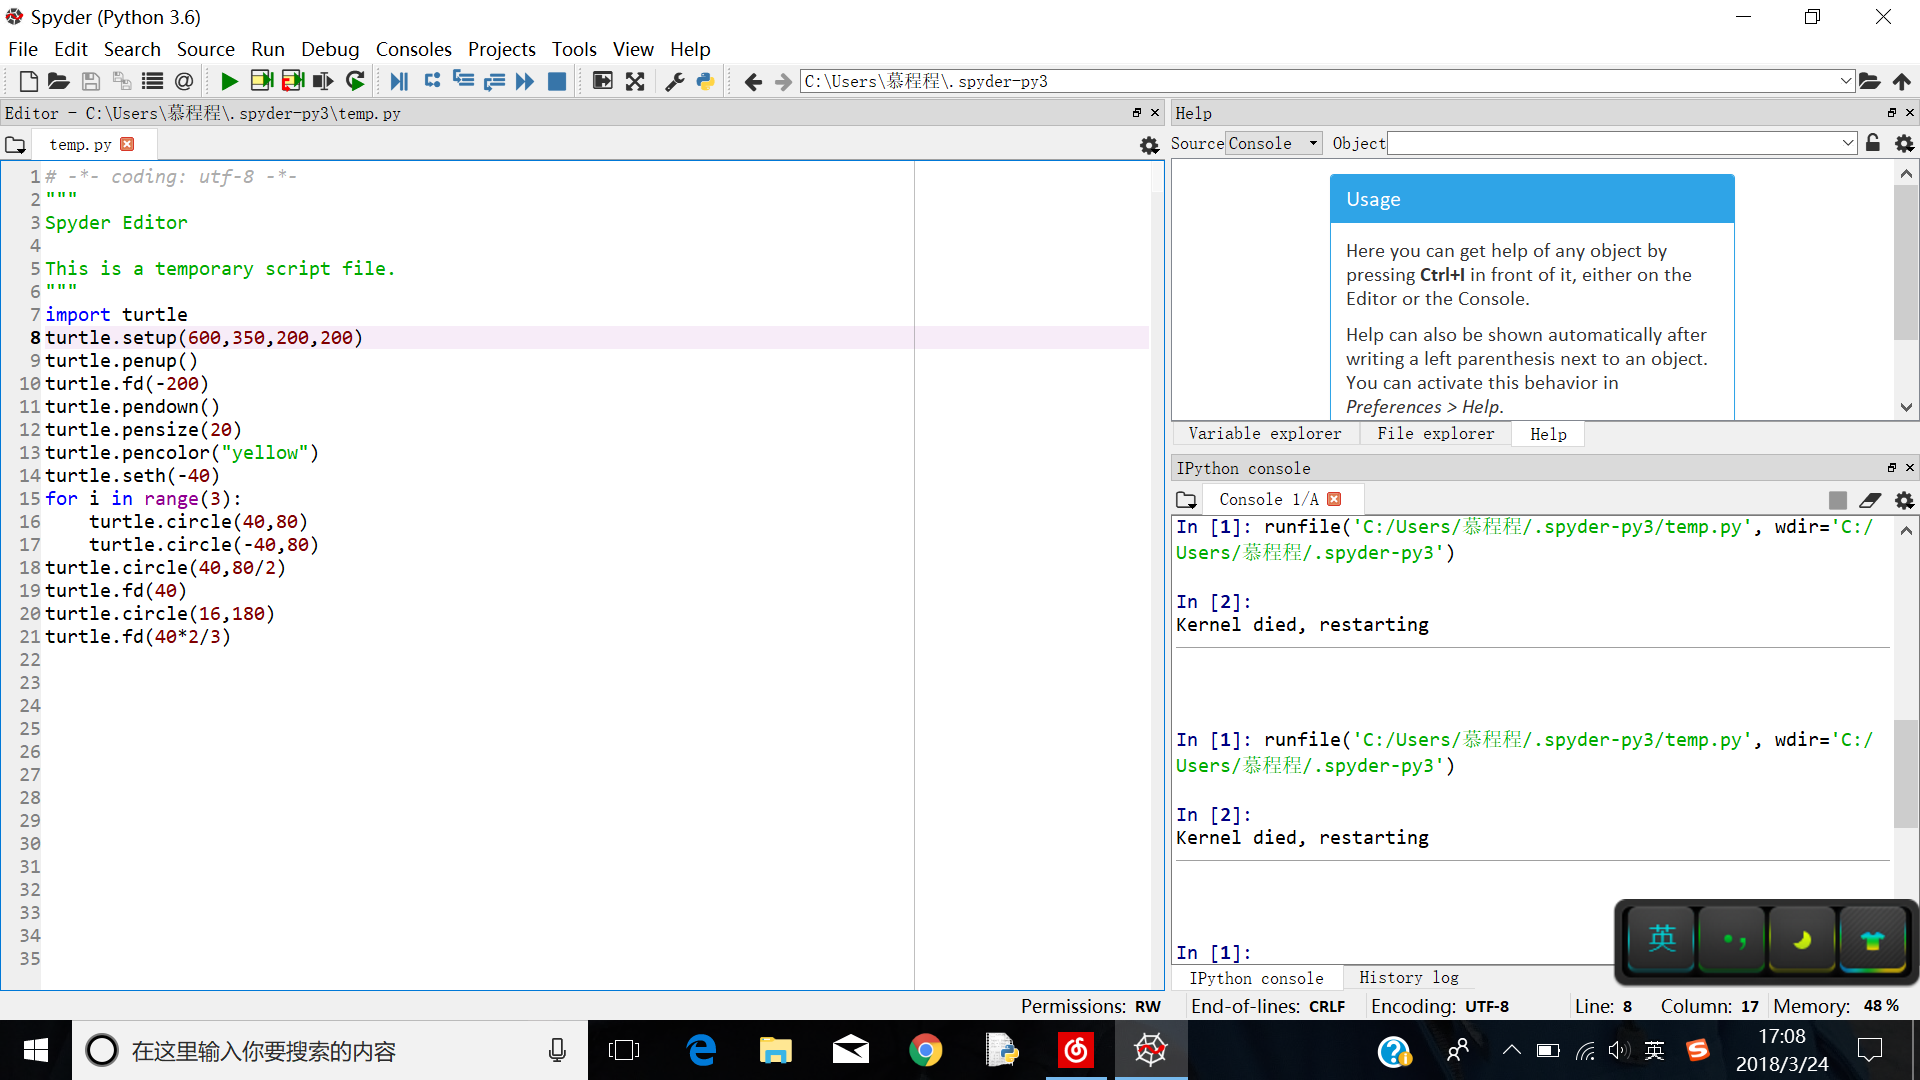 Spyder (Python 3.6)
File Edit Search Source Run Debug Consoles Projects Tools View Help
C:\Users\慕程程\.spyder-py3
Editor - C:\Users\慕程程\.spyder-py3\temp.py
temp.py
1 # -*- coding: utf-8 -*-
2 """
3 Spyder Editor
4
5 This is a temporary script file.
6 """
7 import turtle
8 turtle.setup(600,350,200,200)
9 turtle.penup()
10 turtle.fd(-200)
11 turtle.pendown()
12 turtle.pensize(20)
13 turtle.pencolor("yellow")
14 turtle.seth(-40)
15 for i in range(3):
16     turtle.circle(40,80)
17     turtle.circle(-40,80)
18 turtle.circle(40,80/2)
19 turtle.fd(40)
20 turtle.circle(16,180)
21 turtle.fd(40*2/3)
22
23
24
25
26
27
28
29
30
31
32
33
34
35
Help
Source Console Object
Usage
Here you can get help of any object by
pressing Ctrl+I in front of it, either on the
Editor or the Console.
Help can also be shown automatically after
writing a left parenthesis next to an object.
You can activate this behavior in
Preferences > Help.
Variable explorer File explorer Help
IPython console
Console 1/A
In [1]: runfile('C:/Users/慕程程/.spyder-py3/temp.py', wdir='C:/
Users/慕程程/.spyder-py3')
In [2]:
Kernel died, restarting
In [1]: runfile('C:/Users/慕程程/.spyder-py3/temp.py', wdir='C:/
Users/慕程程/.spyder-py3')
In [2]:
Kernel died, restarting
In [1]:
英
IPython console History log
Permissions: RW End-of-lines: CRLF Encoding: UTF-8 Line: 8 Column: 17 Memory: 48 %
在这里输入你要搜索的内容
英
17:08
2018/3/24